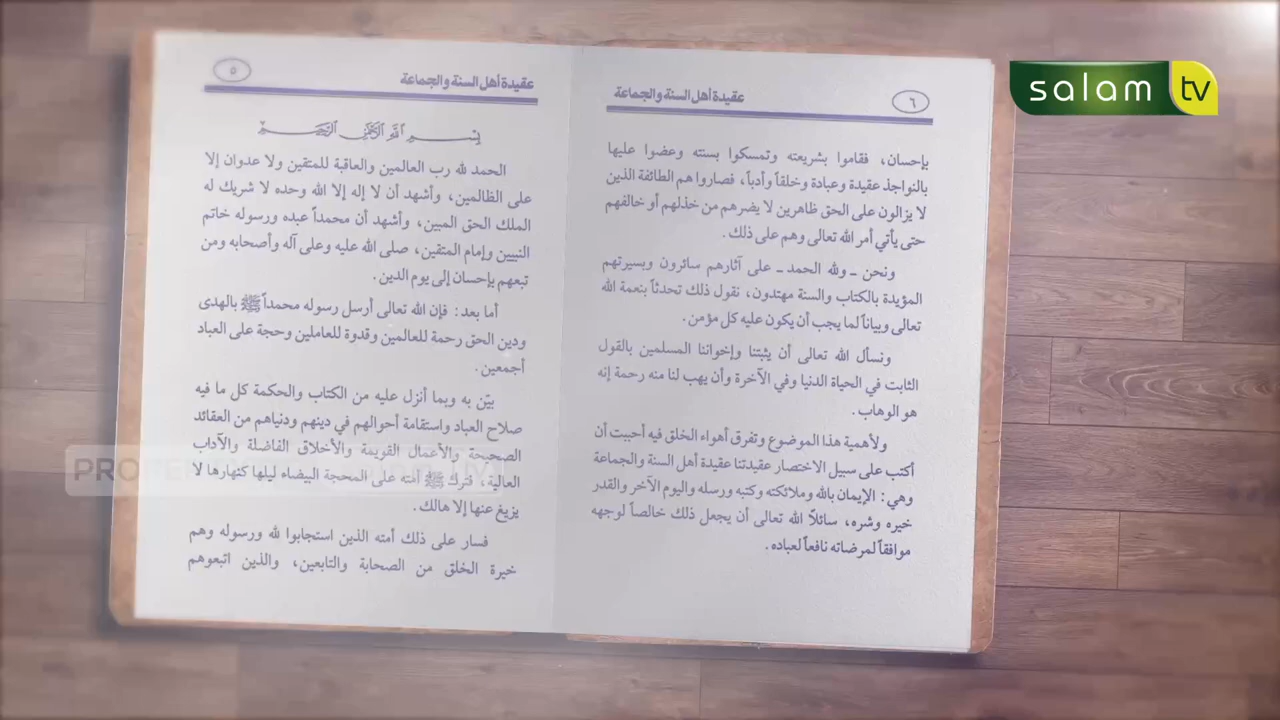 salam tv
عقيدة أهل السنة والجماعة
٥
بسم الله الرحمن الرحيم
الحمد لله رب العالمين والعاقبة للمتقين ولا عدوان إلا
على الظالمين، وأشهد أن لا إله إلا الله وحده لا شريك له
الملك الحق المبين، وأشهد أن محمداً عبده ورسوله خاتم
النبيين وإمام المتقين، صلى الله عليه وعلى آله وأصحابه ومن
تبعهم بإحسان إلى يوم الدين.
أما بعد: فإن الله تعالى أرسل رسوله محمداً ﷺ بالهدى
ودين الحق رحمة للعالمين وقدوة للعاملين وحجة على العباد
أجمعين.
بيّن به وبما أنزل عليه من الكتاب والحكمة كل ما فيه
صلاح العباد واستقامة أحوالهم في دينهم ودنياهم من العقائد
الصحيحة والأعمال القويمة والأخلاق الفاضلة والآداب
العالية، فترك ﷺ أمته على المحجة البيضاء ليلها كنهارها لا
يزيغ عنها إلا هالك.
فسار على ذلك أمته الذين استجابوا لله ورسوله وهم
خيرة الخلق من الصحابة والتابعين، والذين اتبعوهم
عقيدة أهل السنة والجماعة
٦
بإحسان، فقاموا بشريعته وتمسكوا بسنته وعضوا عليها
بالنواجذ عقيدة وعبادة وخلقاً وأدباً، فصاروا هم الطائفة الذين
لا يزالون على الحق ظاهرين لا يضرهم من خذلهم أو خالفهم
حتى يأتي أمر الله تعالى وهم على ذلك.
ونحن ـ ولله الحمد ـ على آثارهم سائرون وبسيرتهم
المؤيدة بالكتاب والسنة مهتدون، نقول ذلك تحدثاً بنعمة الله
تعالى وبياناً لما يجب أن يكون عليه كل مؤمن.
ونسأل الله تعالى أن يثبتنا وإخواننا المسلمين بالقول
الثابت في الحياة الدنيا وفي الآخرة وأن يهب لنا منه رحمة إنه
هو الوهاب.
ولأهمية هذا الموضوع وتفرق أهواء الخلق فيه أحببت أن
أكتب على سبيل الاختصار عقيدتنا عقيدة أهل السنة والجماعة
وهي: الإيمان بالله وملائكته وكتبه ورسله واليوم الآخر والقدر
خيره وشره، سائلاً الله تعالى أن يجعل ذلك خالصاً لوجهه
موافقاً لمرضاته نافعاً لعباده.